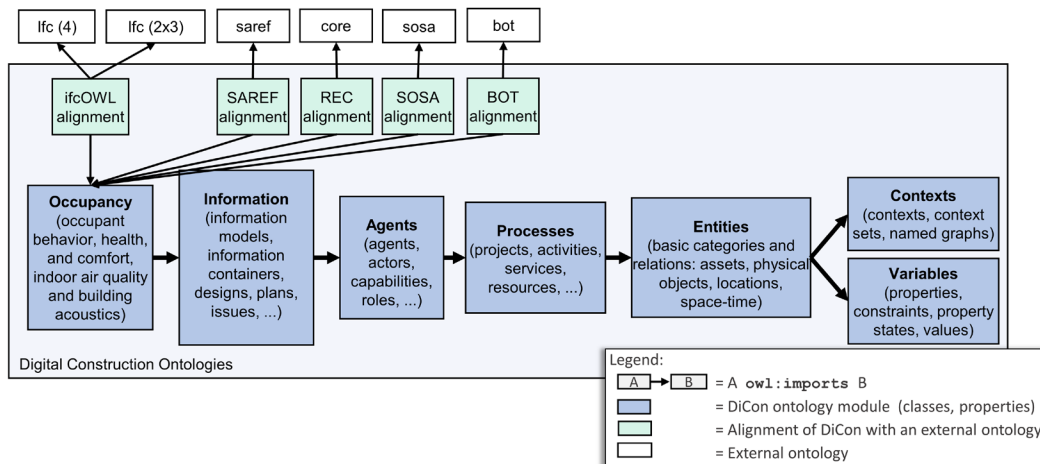 Ifc (4)
Ifc (2x3)
saref
core
sosa
bot
ifcOWL
alignment
SAREF
alignment
REC
alignment
SOSA
alignment
BOT
alignment
Occupancy
(occupant
behavior, health,
and comfort,
indoor air quality
and building
acoustics)
Information
(information
models,
information
containers,
designs, plans,
issues, ...)
Agents
(agents,
actors,
capabilities,
roles, ...)
Processes
(projects, activities,
services,
resources, ...)
Entities
(basic categories and
relations: assets, physical
objects, locations,
space-time)
Contexts
(contexts, context
sets, named graphs)
Variables
(properties,
constraints, property
states, values)
Digital Construction Ontologies
Legend:
A B = A owl:imports B
= DiCon ontology module (classes, properties)
= Alignment of DiCon with an external ontology
= External ontology